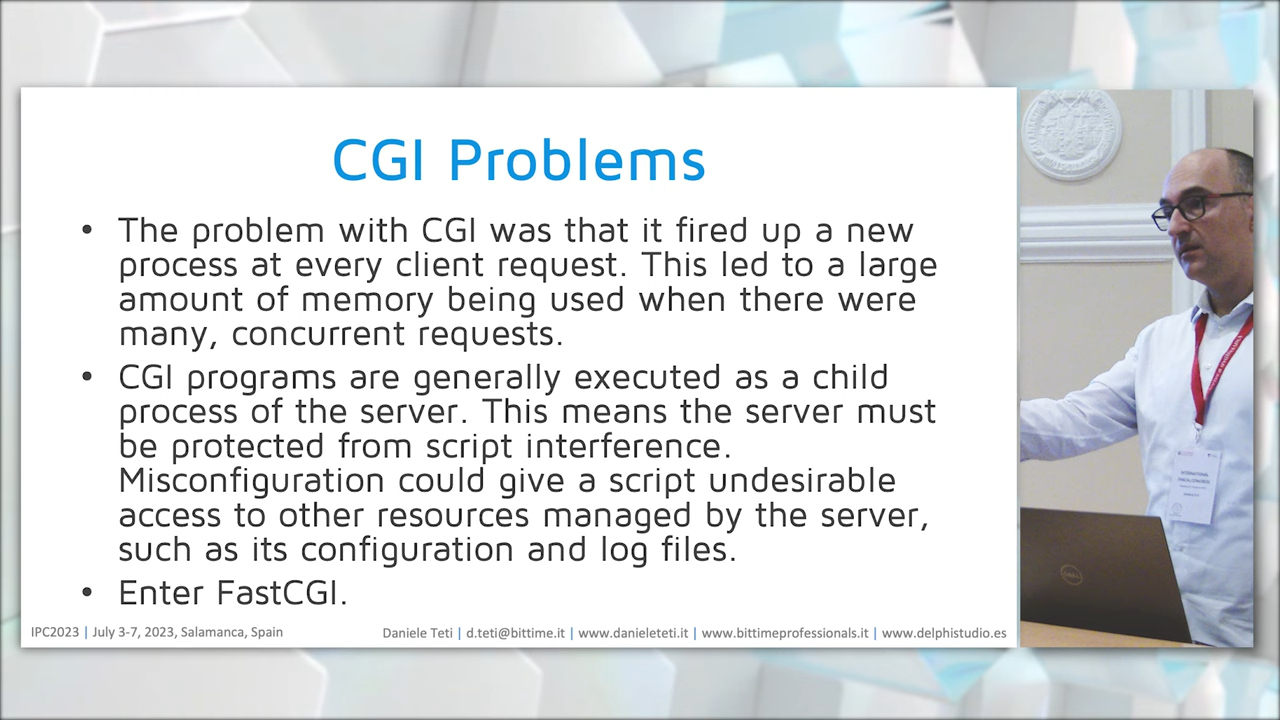 CGI Problems
• The problem with CGI was that it fired up a new
process at every client request. This led to a large
amount of memory being used when there were
many, concurrent requests.
• CGI programs are generally executed as a child
process of the server. This means the server must
be protected from script interference.
Misconfiguration could give a script undesirable
access to other resources managed by the server,
such as its configuration and log files.
• Enter FastCGI.
IPC2023 | July 3-7, 2023, Salamanca, Spain
Daniele Teti | d.teti@bittime.it | www.danieleteti.it | www.bittimeprofessionals.it | www.delphistudio.es
INTERNATIONAL
DELL